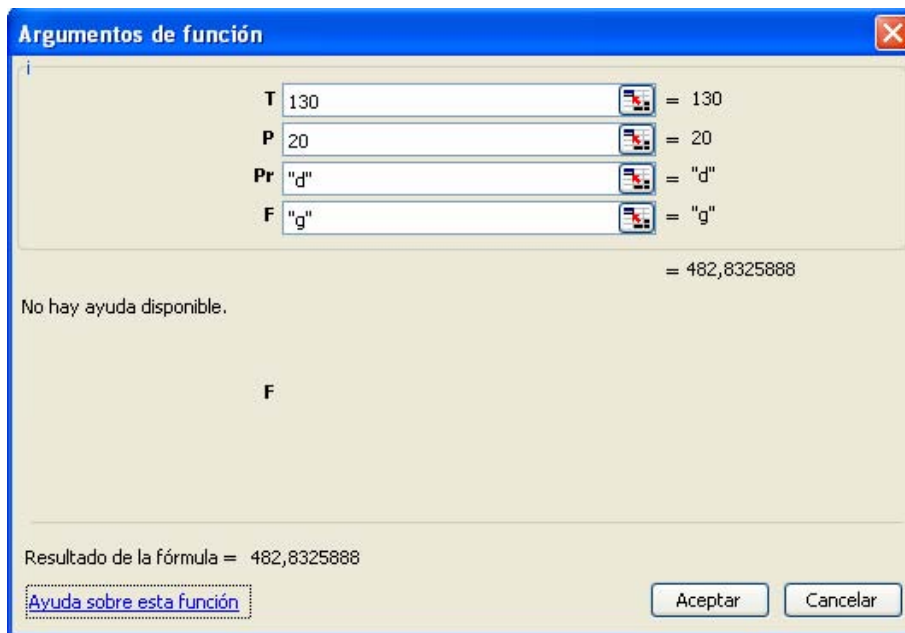 Argumentos de función
i
T 130 = 130
P 20 = 20
Pr "d" = "d"
F "g" = "g"
= 482,8325888
No hay ayuda disponible.
F
Resultado de la fórmula = 482,8325888
Ayuda sobre esta función Aceptar Cancelar